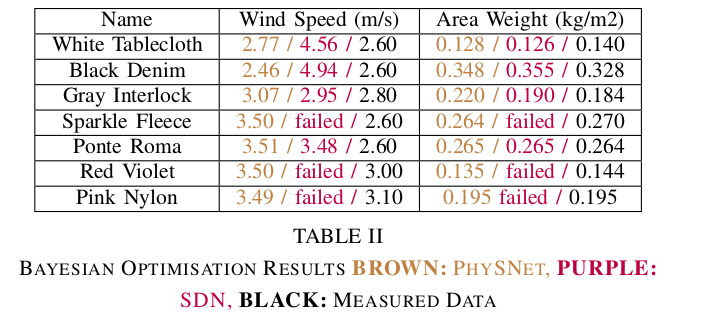 Name Wind Speed (m/s) Area Weight (kg/m2)
White Tablecloth 2.77 / 4.56 / 2.60 0.128 / 0.126 / 0.140
Black Denim 2.46 / 4.94 / 2.60 0.348 / 0.355 / 0.328
Gray Interlock 3.07 / 2.95 / 2.80 0.220 / 0.190 / 0.184
Sparkle Fleece 3.50 / failed / 2.60 0.264 / failed / 0.270
Ponte Roma 3.51 / 3.48 / 2.60 0.265 / 0.265 / 0.264
Red Violet 3.50 / failed / 3.00 0.135 / failed / 0.144
Pink Nylon 3.49 / failed / 3.10 0.195 failed / 0.195
TABLE II
BAYESIAN OPTIMISATION RESULTS BROWN: PHYSNET, PURPLE:
SDN, BLACK: MEASURED DATA